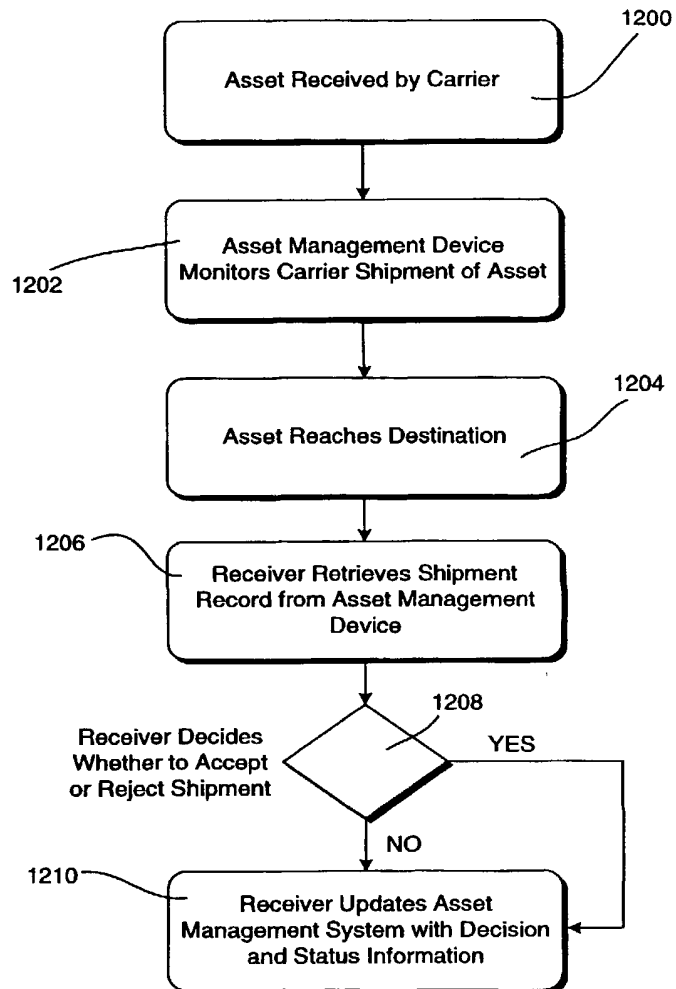 1200
Asset Received by Carrier
Asset Management Device
Monitors Carrier Shipment of Asset
1202
1204
Asset Reaches Destination
1206
Receiver Retrieves Shipment
Record from Asset Management
Device
1208
Receiver Decides
Whether to Accept
or Reject Shipment
YES
NO
1210
Receiver Updates Asset
Management System with Decision
and Status Information